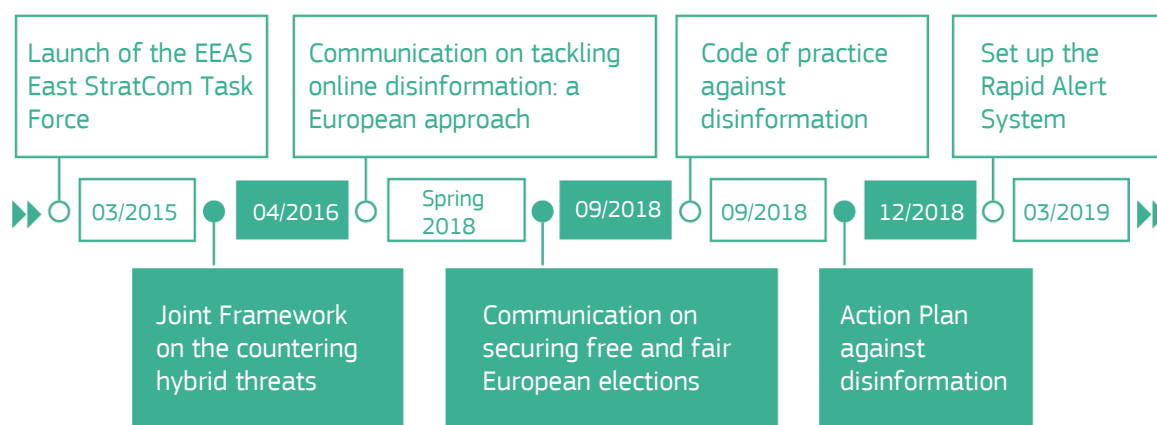 Launch of the EEAS
East StratCom Task
Force
Communication on tackling
online disinformation: a
European approach
Code of practice
against
disinformation
Set up the
Rapid Alert
System
03/2015
04/2016
Spring
2018
09/2018
09/2018
12/2018
03/2019
Joint Framework
on the countering
hybrid threats
Communication on
securing free and fair
European elections
Action Plan
against
disinformation